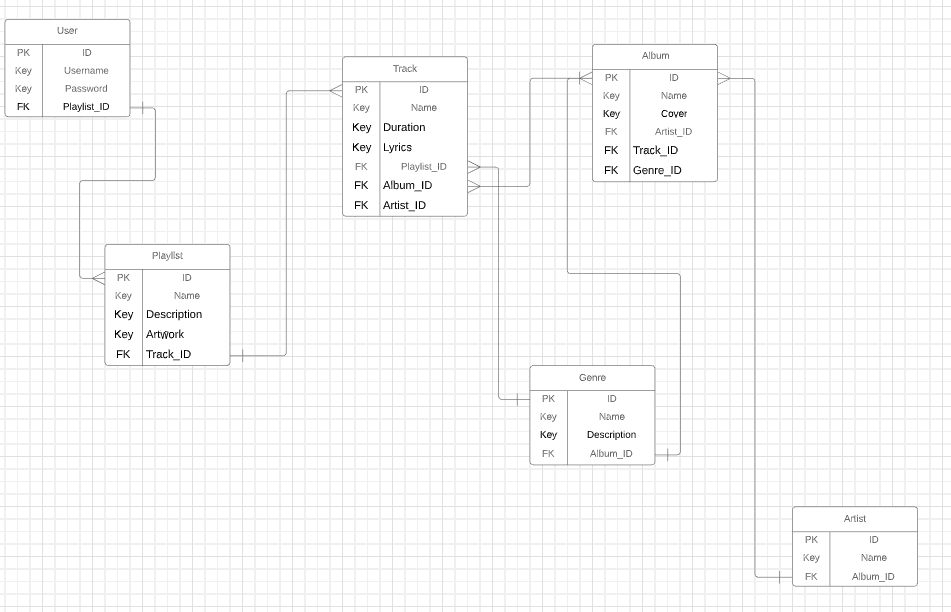 User
PK ID
Key Username
Key Password
FK Playlist_ID
Track
PK ID
Key Name
Key Duration
Key Lyrics
FK Playlist_ID
FK Album_ID
FK Artist_ID
Album
PK ID
Key Name
Key Cover
FK Artist_ID
FK Track_ID
FK Genre_ID
Playlist
PK ID
Key Name
Key Description
Key Artwork
FK Track_ID
Genre
PK ID
Key Name
Key Description
FK Album_ID
Artist
PK ID
Key Name
FK Album_ID